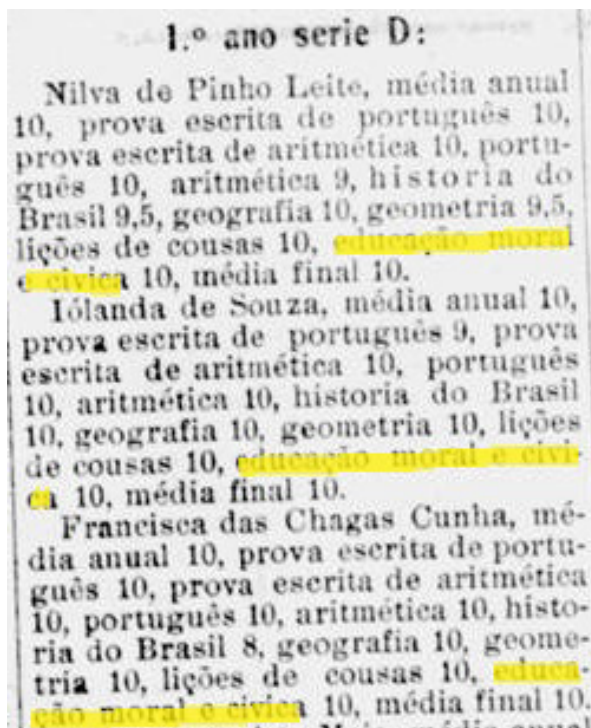 1.º ano serie D:
Nilva de Pinho Leite, média anual
10, prova escrita de português 10,
prova escrita de aritmética 10, portu-
guês 10, aritmética 9, historia do
Brasil 9,5, geografia 10, geometria 9,5,
lições de cousas 10, educação moral
e civica 10, média final 10.
Iólanda de Souza, média anual 10,
prova escrita de português 9, prova
escrita de aritmética 10, português
10, aritmética 10, historia do Brasil
10, geografia 10, geometria 10, lições
de cousas 10, educação moral e civi-
ca 10, média final 10.
Francisca das Chagas Cunha, mé-
dia anual 10, prova escrita de portu-
guês 10, prova escrita de aritmética
10, português 10, aritmética 10, histo-
ria do Brasil 8, geografia 10, geome-
tria 10, lições de cousas 10, educa-
ção moral e civica 10, média final 10.